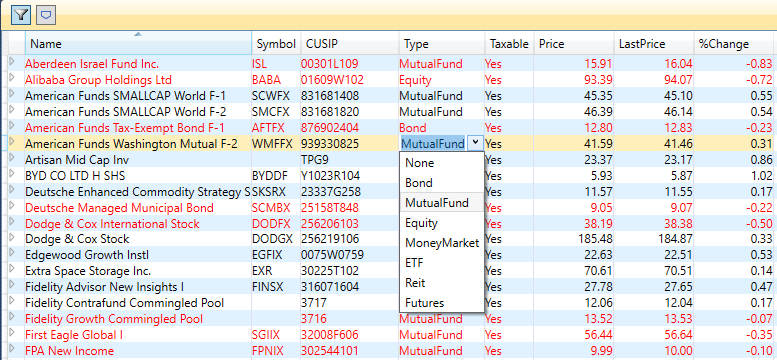 Name Symbol CUSIP Type Taxable Price LastPrice %Change
Aberdeen Israel Fund Inc. ISL 00301L109 MutualFund Yes 15.91 16.04 -0.83
Alibaba Group Holdings Ltd BABA 01609W102 Equity Yes 93.39 94.07 -0.72
American Funds SMALLCAP World F-1 SCWFX 831681408 MutualFund Yes 45.35 45.10 0.55
American Funds SMALLCAP World F-2 SMCFX 831681820 MutualFund Yes 46.39 46.14 0.54
American Funds Tax-Exempt Bond F-1 AFTFX 876902404 Bond Yes 12.80 12.83 -0.23
American Funds Washington Mutual F-2 WMFFX 939330825 MutualFund Yes 41.59 41.46 0.31
Artisan Mid Cap Inv TPG9 None Yes 23.37 23.17 0.86
BYD CO LTD H SHS BYDDF Y1023R104 Bond Yes 5.93 5.87 1.02
Deutsche Enhanced Commodity Strategy S SKSRX 23337G258 MutualFund Yes 11.57 11.55 0.17
Deutsche Managed Municipal Bond SCMBX 25158T848 Equity Yes 9.05 9.07 -0.22
Dodge & Cox International Stock DODFX 256206103 MoneyMarket Yes 38.19 38.38 -0.50
Dodge & Cox Stock DODGX 256219106 Yes 185.48 184.87 0.33
Edgewood Growth Instl EGFIX 0075W0759 ETF Yes 22.63 22.51 0.53
Extra Space Storage Inc. EXR 30225T102 Reit Yes 70.61 70.51 0.14
Fidelity Advisor New Insights I FINSX 316071604 Futures Yes 27.78 27.65 0.47
Fidelity Contrafund Commingled Pool 3717 Yes 12.06 12.04 0.17
Fidelity Growth Commingled Pool 3716 MutualFund Yes 13.52 13.53 -0.07
First Eagle Global I SGIIX 32008F606 MutualFund Yes 56.44 56.64 -0.35
FPA New Income FPNIX 302544101 MutualFund Yes 9.99 10.00 -0.10